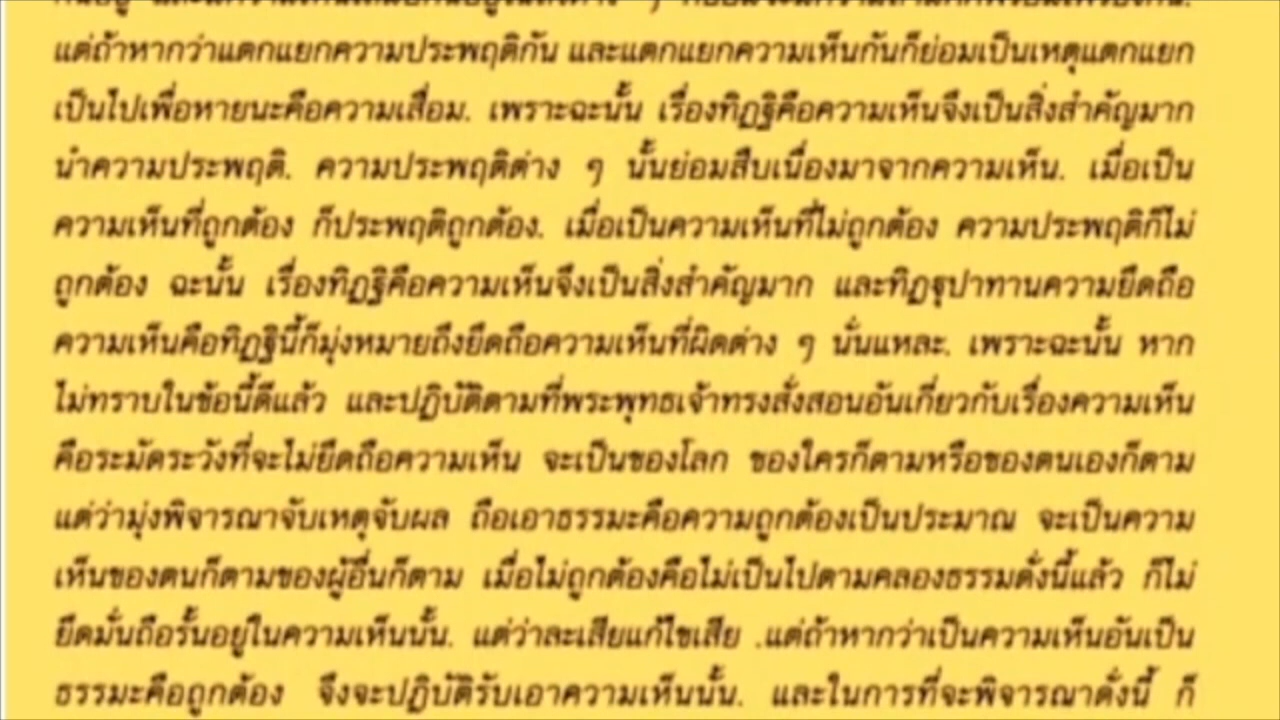 แต่ถ้าหากว่าแตกแยกความประพฤติกัน และแตกแยกความเห็นกันก็ย่อมเป็นเหตุแตกแยก
เป็นไปเพื่อหายนะคือความเสื่อม. เพราะฉะนั้น เรื่องทิฏฐิคือความเห็นจึงเป็นสิ่งสำคัญมาก
นำความประพฤติ. ความประพฤติต่าง ๆ นั้นย่อมสืบเนื่องมาจากความเห็น. เมื่อเป็น
ความเห็นที่ถูกต้อง ก็ประพฤติถูกต้อง. เมื่อเป็นความเห็นที่ไม่ถูกต้อง ความประพฤติก็ไม่
ถูกต้อง ฉะนั้น เรื่องทิฏฐิคือความเห็นจึงเป็นสิ่งสำคัญมาก และทิฏฐุปาทานความยึดถือ
ความเห็นคือทิฏฐินี้ก็มุ่งหมายถึงยึดถือความเห็นที่ผิดต่าง ๆ นั่นแหละ. เพราะฉะนั้น หาก
ไม่ทราบในข้อนี้ดีแล้ว และปฏิบัติตามที่พระพุทธเจ้าทรงสั่งสอนอันเกี่ยวกับเรื่องความเห็น
คือระมัดระวังที่จะไม่ยึดถือความเห็น จะเป็นของโลก ของใครก็ตามหรือของตนเองก็ตาม
แต่ว่ามุ่งพิจารณาจับเหตุจับผล ถือเอาธรรมะคือความถูกต้องเป็นประมาณ จะเป็นความ
เห็นของตนก็ตามของผู้อื่นก็ตาม เมื่อไม่ถูกต้องคือไม่เป็นไปตามคลองธรรมดั่งนี้แล้ว ก็ไม่
ยึดมั่นถือรั้นอยู่ในความเห็นนั้น. แต่ว่าละเสียแก้ไขเสีย .แต่ถ้าหากว่าเป็นความเห็นอันเป็น
ธรรมะคือถูกต้อง จึงจะปฏิบัติรับเอาความเห็นนั้น. และในการที่จะพิจารณาดั่งนี้ ก็